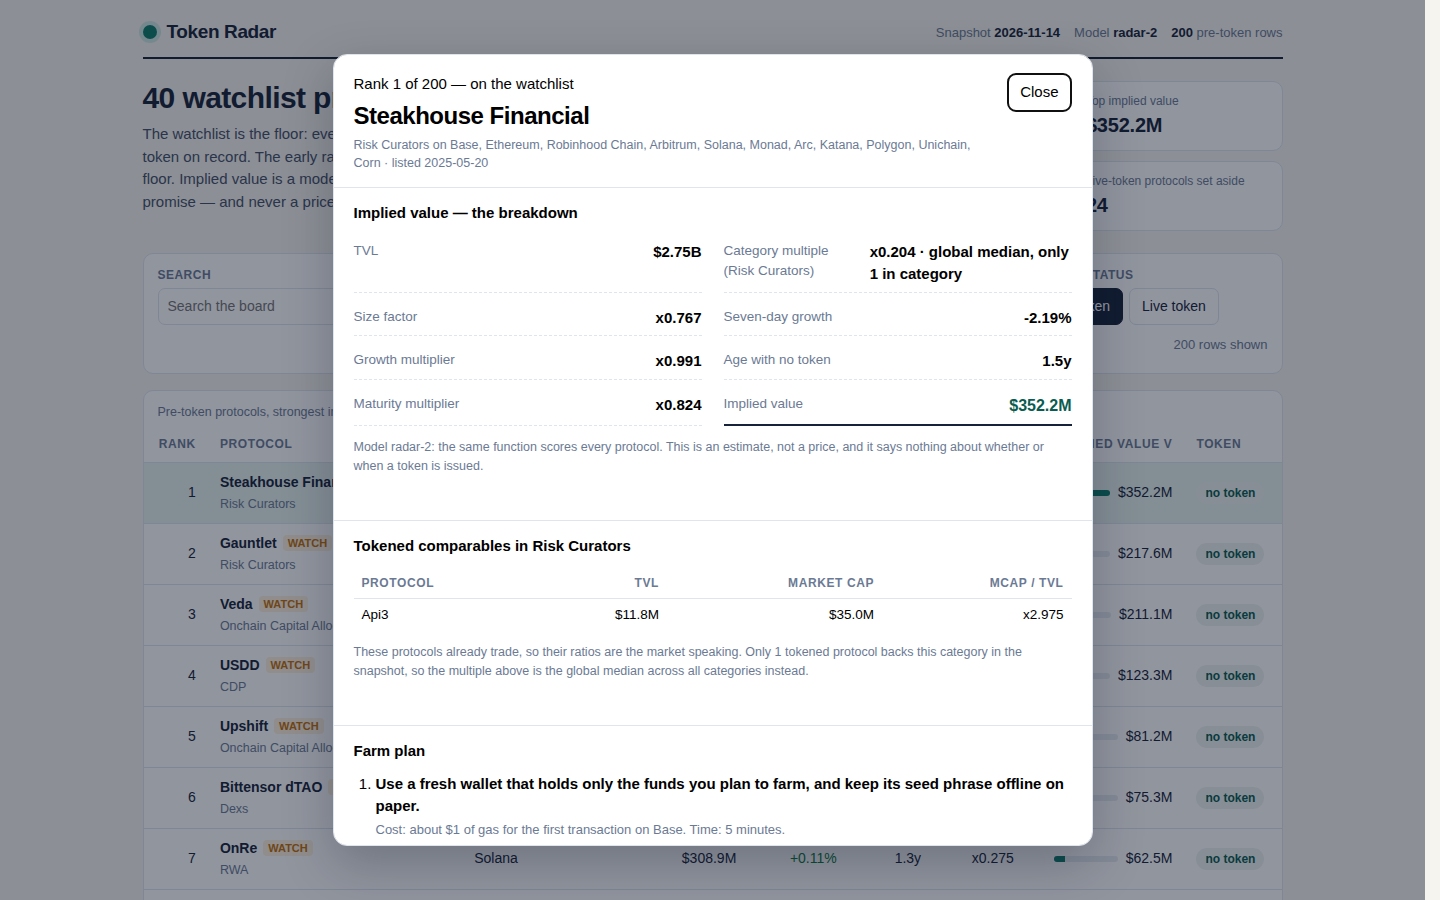 Token Radar
Snapshot 2026-11-14 Model radar-2 200 pre-token rows
40 watchlist
The watchlist is the floor:
token on record. The early
floor. Implied value is a
promise — and never a price
implied value
$352.2M
live-token protocols set aside
24
SEARCH
Search the board
Live token
200 rows shown
Pre-token protocols, strongest
RANK PROTOCOL VALUE V TOKEN
1 Steakhouse $352.2M no token
Risk Curators
2 Gauntlet WATCH $217.6M no token
Risk Curators
3 Veda WATCH $211.1M no token
Onchain Capital
4 USDD WATCH $123.3M no token
CDP
5 Upshift WATCH $81.2M no token
Onchain Capital
6 Bittensor dTAO $75.3M no token
Dexs
7 OnRe WATCH Solana $308.9M +0.11% 1.3y x0.275 $62.5M no token
RWA
Rank 1 of 200 — on the watchlist
Close
Steakhouse Financial
Risk Curators on Base, Ethereum, Robinhood Chain, Arbitrum, Solana, Monad, Arc, Katana, Polygon, Unichain,
Corn · listed 2025-05-20
Implied value — the breakdown
TVL $2.75B
Category multiple (Risk Curators) x0.204 · global median, only 1 in category
Size factor x0.767
Seven-day growth -2.19%
Growth multiplier x0.991
Age with no token 1.5y
Maturity multiplier x0.824
Implied value $352.2M
Model radar-2: the same function scores every protocol. This is an estimate, not a price, and it says nothing about whether or
when a token is issued.
Tokened comparables in Risk Curators
PROTOCOL TVL MARKET CAP MCAP / TVL
Api3 $11.8M $35.0M x2.975
These protocols already trade, so their ratios are the market speaking. Only 1 tokened protocol backs this category in the
snapshot, so the multiple above is the global median across all categories instead.
Farm plan
1. Use a fresh wallet that holds only the funds you plan to farm, and keep its seed phrase offline on
paper.
Cost: about $1 of gas for the first transaction on Base. Time: 5 minutes.